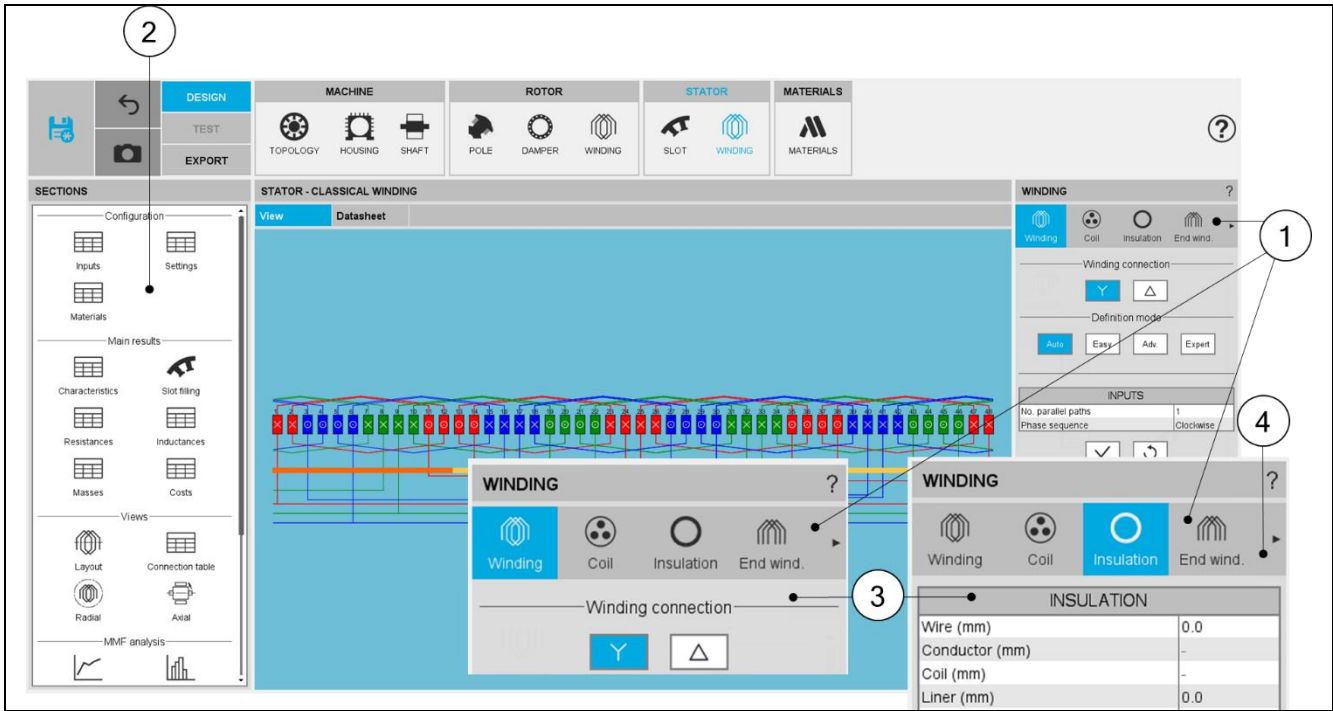 2
DESIGN
TEST
EXPORT
MACHINE
TOPOLOGY HOUSING SHAFT
ROTOR
POLE DAMPER WINDING
STATOR
SLOT WINDING
MATERIALS
MATERIALS
?
SECTIONS
Configuration
Inputs Settings
Materials
Main results
Characteristics Slot filling
Resistances Inductances
Masses Costs
Views
Layout Connection table
Radial Axial
MMF analysis
STATOR - CLASSICAL WINDING
View Datasheet
WINDING ?
Winding Coil Insulation End wind.
1
Winding connection
Definition mode
Auto Easy Adv. Expert
INPUTS
No. parallel paths 1
Phase sequence Clockwise
4
WINDING ?
Winding Coil Insulation End wind.
Winding connection
3
WINDING ?
Winding Coil Insulation End wind.
INSULATION
Wire (mm) 0.0
Conductor (mm) -
Coil (mm) -
Liner (mm) 0.0